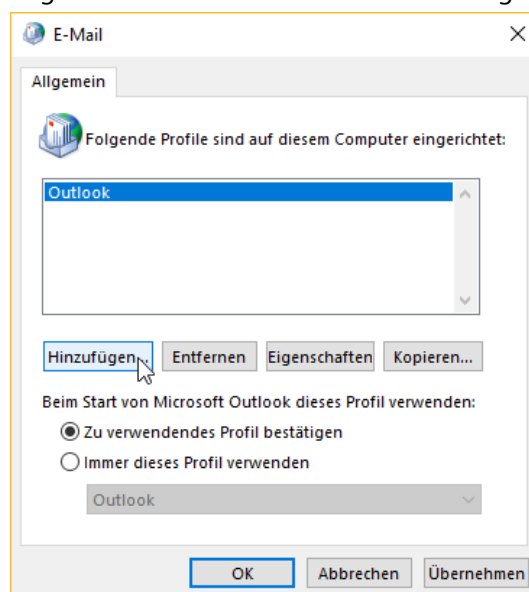 E-Mail
Allgemein
Folgende Profile sind auf diesem Computer eingerichtet:
Outlook
Hinzufügen... Entfernen Eigenschaften Kopieren...
Beim Start von Microsoft Outlook dieses Profil verwenden:
Zu verwendendes Profil bestätigen
Immer dieses Profil verwenden
Outlook
OK Abbrechen Übernehmen